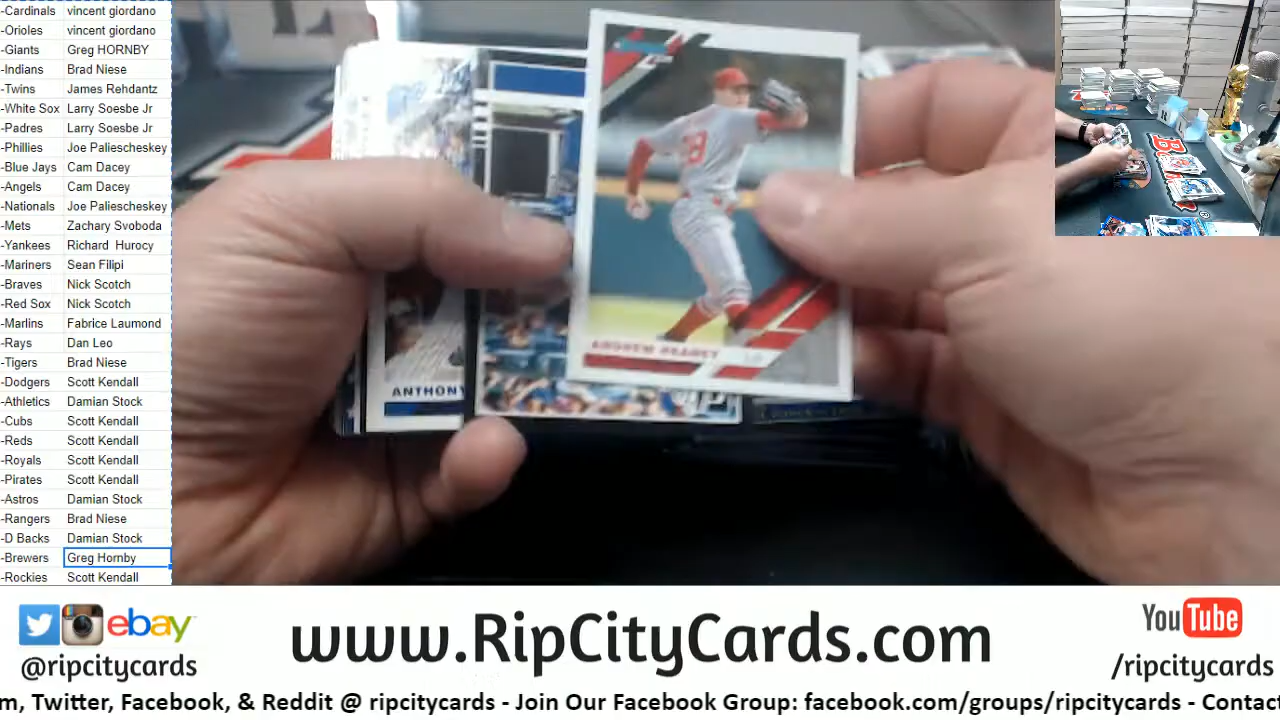 -Cardinals vincent giordano
-Orioles vincent giordano
-Giants Greg HORNBY
-Indians Brad Niese
-Twins James Rehdantz
-White Sox Larry Soesbe Jr
-Padres Larry Soesbe Jr
-Phillies Joe Paliescheskey
-Blue Jays Cam Dacey
-Angels Cam Dacey
-Nationals Joe Paliescheskey
-Mets Zachary Svoboda
-Yankees Richard Hurocy
-Mariners Sean Filipi
-Braves Nick Scotch
-Red Sox Nick Scotch
-Marlins Fabrice Laumond
-Rays Dan Leo
-Tigers Brad Niese
-Dodgers Scott Kendall
-Athletics Damian Stock
-Cubs Scott Kendall
-Reds Scott Kendall
-Royals Scott Kendall
-Pirates Scott Kendall
-Astros Damian Stock
-Rangers Brad Niese
-D Backs Damian Stock
-Brewers Greg Hornby
-Rockies Scott Kendall
ANDREW HEANEY
ANTHONY
ebay
@ripcitycards
www.RipCityCards.com
YouTube
/ripcitycards
m, Twitter, Facebook, & Reddit @ ripcitycards - Join Our Facebook Group: facebook.com/groups/ripcitycards - Contact